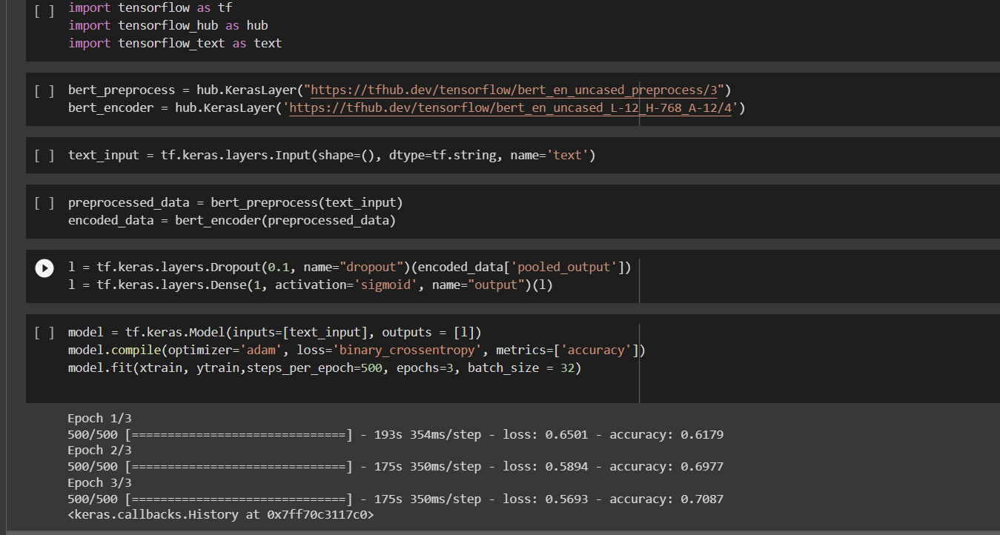 [ ] import tensorflow as tf
import tensorflow_hub as hub
import tensorflow_text as text
[ ] bert_preprocess = hub.KerasLayer("https://tfhub.dev/tensorflow/bert_en_uncased_preprocess/3")
bert_encoder = hub.KerasLayer('https://tfhub.dev/tensorflow/bert_en_uncased_L-12_H-768_A-12/4')
[ ] text_input = tf.keras.layers.Input(shape=(), dtype=tf.string, name='text')
[ ] preprocessed_data = bert_preprocess(text_input)
encoded_data = bert_encoder(preprocessed_data)
l = tf.keras.layers.Dropout(0.1, name="dropout")(encoded_data['pooled_output'])
l = tf.keras.layers.Dense(1, activation='sigmoid', name="output")(l)
[ ] model = tf.keras.Model(inputs=[text_input], outputs = [l])
model.compile(optimizer='adam', loss='binary_crossentropy', metrics=['accuracy'])
model.fit(xtrain, ytrain,steps_per_epoch=500, epochs=3, batch_size = 32)
Epoch 1/3
500/500 [==============================] - 193s 354ms/step - loss: 0.6501 - accuracy: 0.6179
Epoch 2/3
500/500 [==============================] - 175s 350ms/step - loss: 0.5894 - accuracy: 0.6977
Epoch 3/3
500/500 [==============================] - 175s 350ms/step - loss: 0.5693 - accuracy: 0.7087
<keras.callbacks.History at 0x7ff70c3117c0>